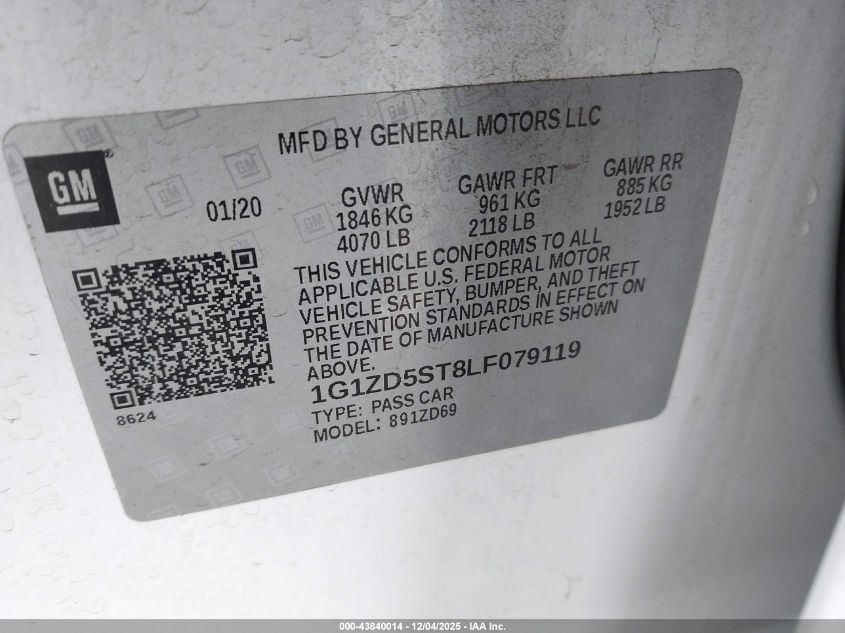 MFD BY GENERAL MOTORS LLC
GM
01/20
GVWR
1846 KG
4070 LB
GAWR FRT
961 KG
2118 LB
GAWR RR
885 KG
1952 LB
THIS VEHICLE CONFORMS TO ALL
APPLICABLE U.S. FEDERAL MOTOR
VEHICLE SAFETY, BUMPER, AND THEFT
PREVENTION STANDARDS IN EFFECT ON
THE DATE OF MANUFACTURE SHOWN
ABOVE.
1G1ZD5ST8LF079119
TYPE: PASS CAR
MODEL: 891ZD69
8624
000-43840014 - 12/04/2025 - IAA Inc.